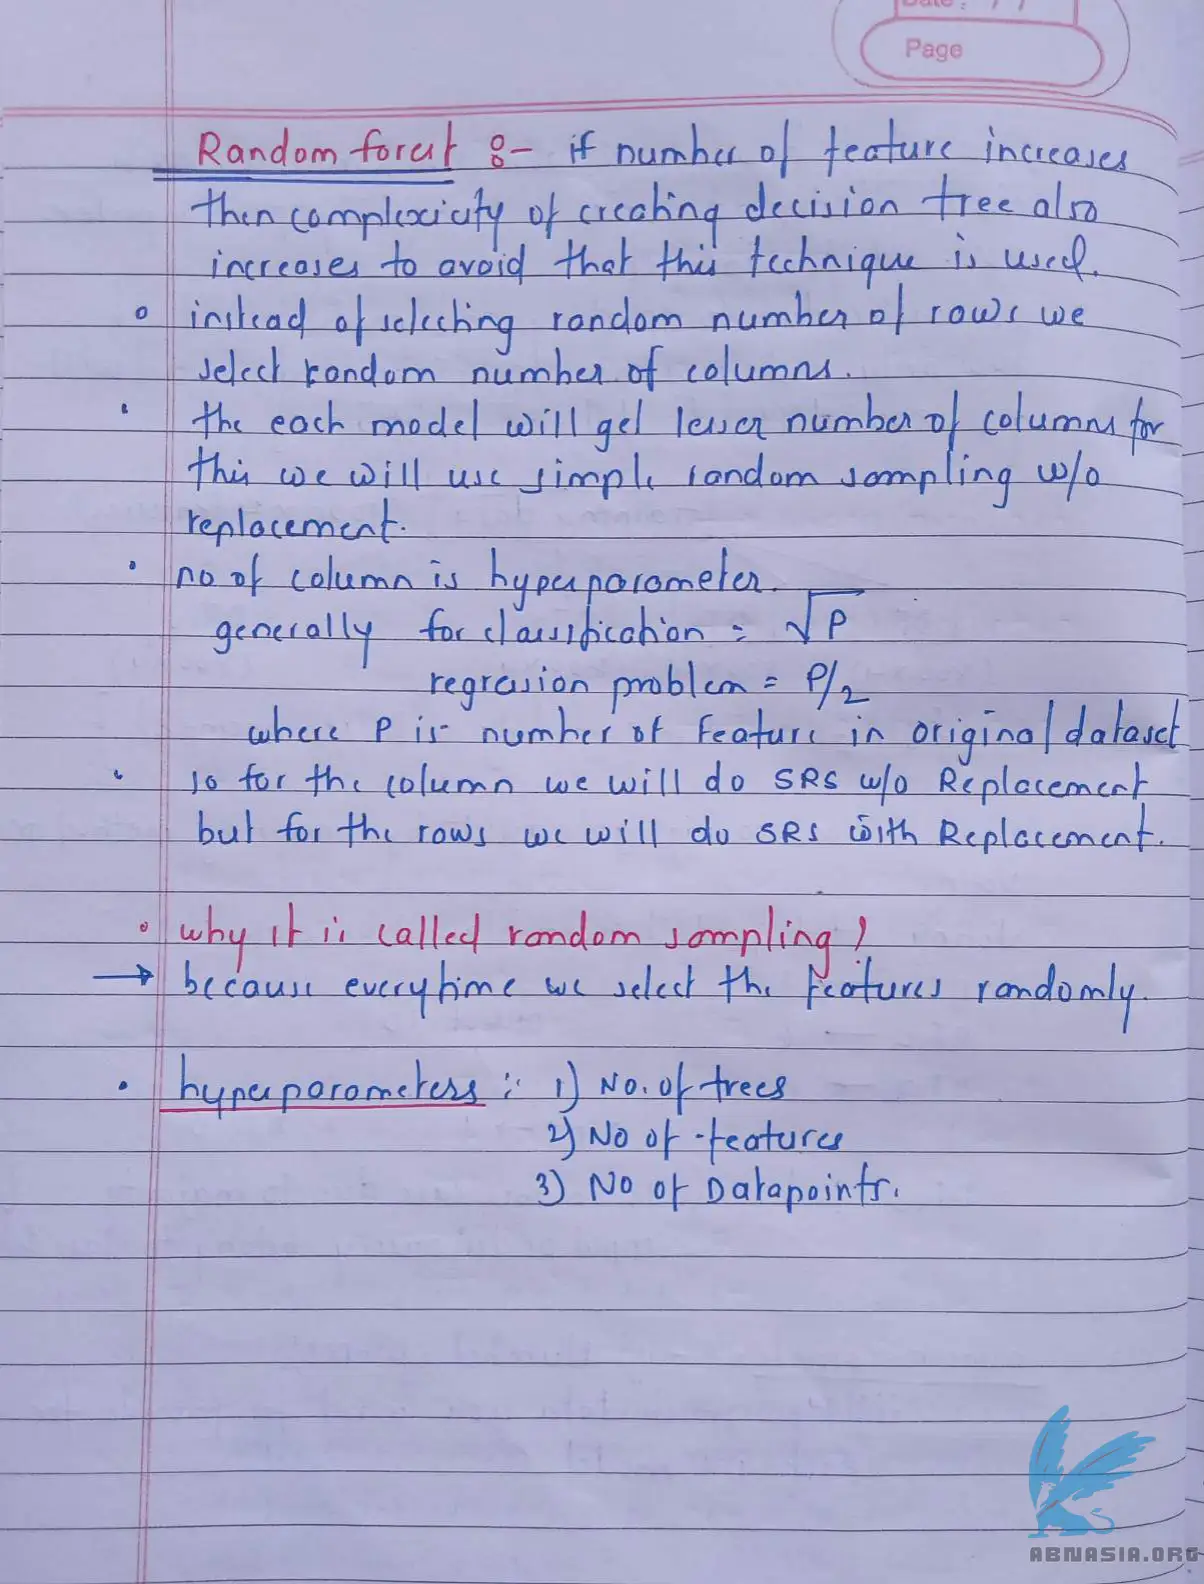 Date : / /
Page
Random forest :- if number of feature increases
then complexicity of creating decision tree also
increases to avoid that this technique is used.
instead of selecting random number of rows we
select random number of columns.
the each model will get lesser number of columns for
this we will use simple random sampling w/o
replacement.
no of column is hyperparameter.
generally for classification = √P
regression problem = P/2
where P is number of feature in original dataset
so for the column we will do SRS w/o Replacement
but for the rows we will do SRS with Replacement.
why it is called random sampling?
→ because everytime we select the features randomly.
hyperparameters : 1) No. of trees
2) No of features
3) No of Datapoints.
ABNASIA.ORG